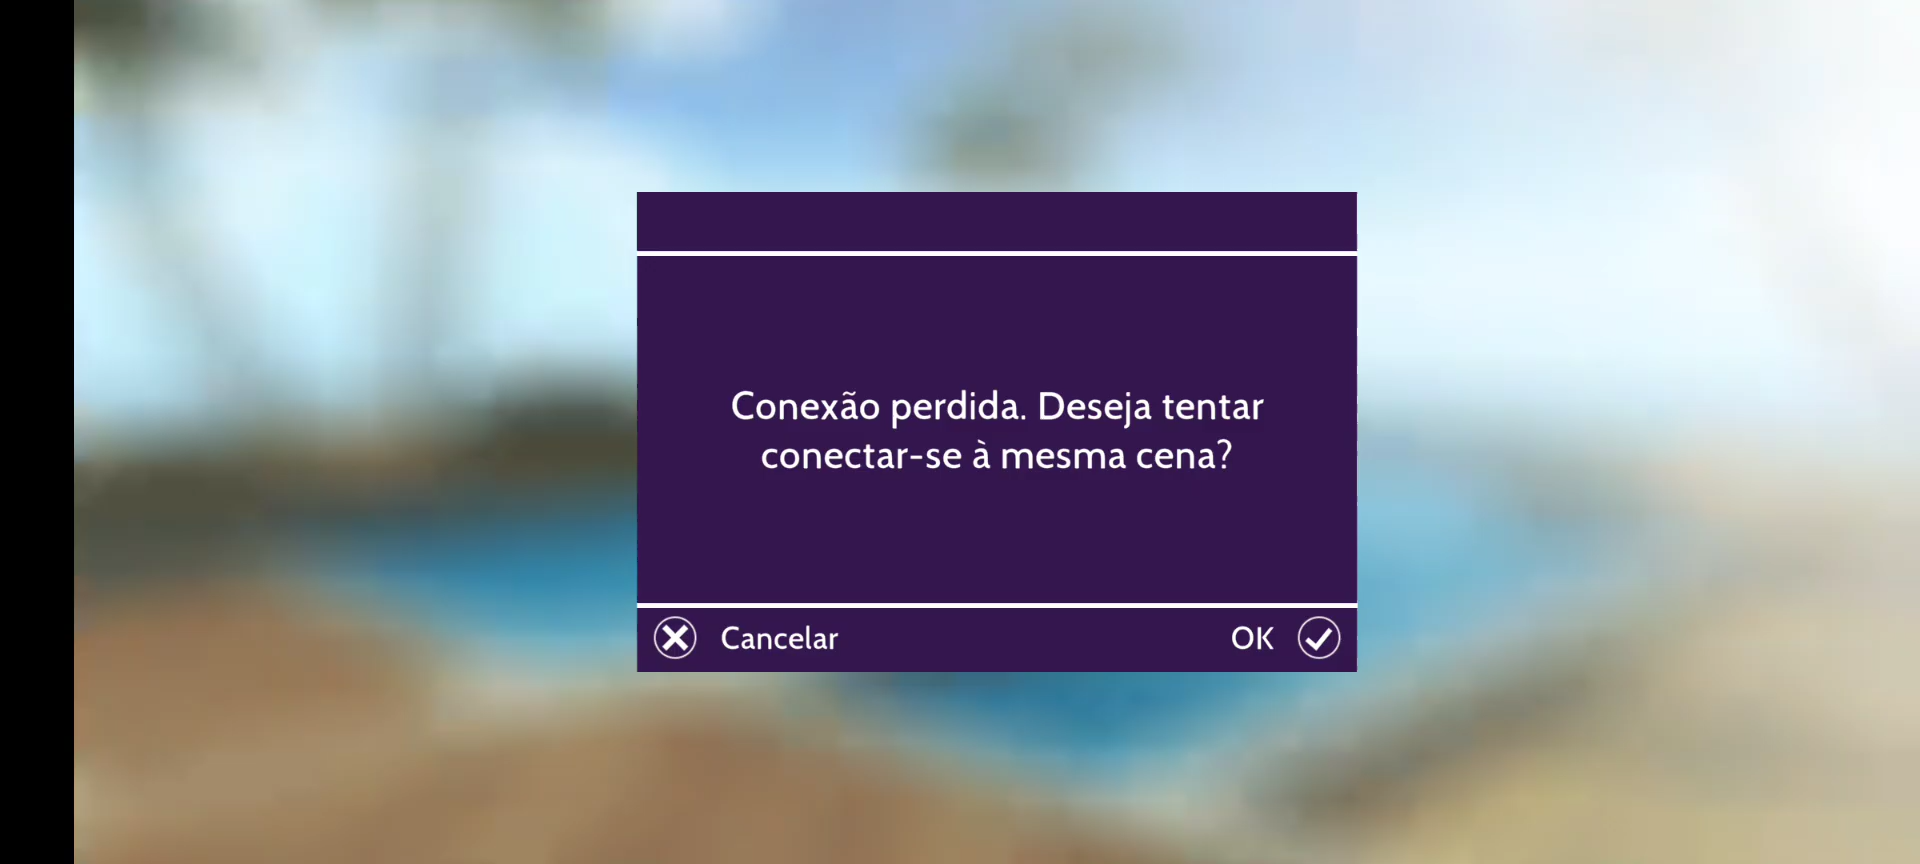 Conexão perdida. Deseja tentar
conectar-se à mesma cena?
Cancelar
OK